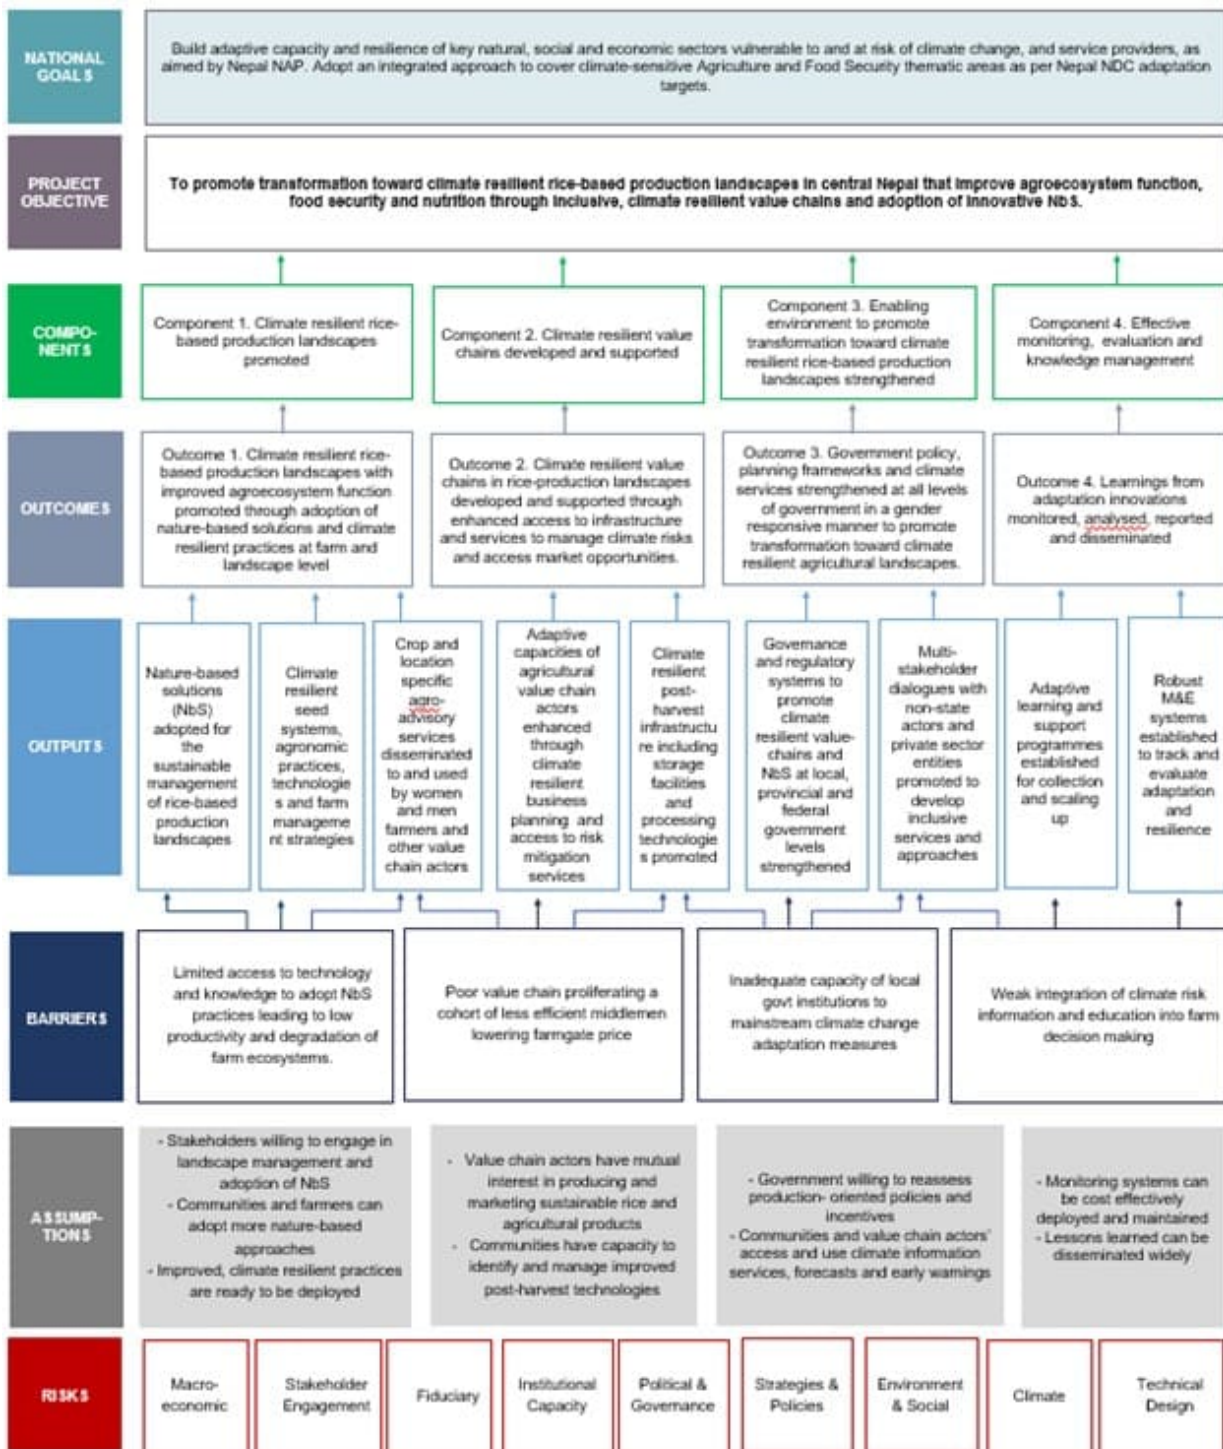 NATIONAL
GOALS
Build adaptive capacity and resilience of key natural, social and economic sectors vulnerable to and at risk of climate change, and service providers, as
aimed by Nepal NAP. Adopt an integrated approach to cover climate-sensitive Agriculture and Food Security thematic areas as per Nepal NDC adaptation
targets.
PROJECT
OBJECTIVE
To promote transformation toward climate resilient rice-based production landscapes in central Nepal that improve agroecosystem function,
food security and nutrition through inclusive, climate resilient value chains and adoption of innovative NbS.
COMPO-
NENTS
Component 1. Climate resilient rice-
based production landscapes
promoted
Component 2. Climate resilient value
chains developed and supported
Component 3. Enabling
environment to promote
transformation toward climate
resilient rice-based production
landscapes strengthened
Component 4. Effective
monitoring, evaluation and
knowledge management
OUTCOMES
Outcome 1. Climate resilient rice-
based production landscapes with
improved agroecosystem function
promoted through adoption of
nature-based solutions and climate
resilient practices at farm and
landscape level
Outcome 2. Climate resilient value
chains in rice-production landscapes
developed and supported through
enhanced access to infrastructure
and services to manage climate risks
and access market opportunities.
Outcome 3. Government policy,
planning frameworks and climate
services strengthened at all levels
of government in a gender
responsive manner to promote
transformation toward climate
resilient agricultural landscapes.
Outcome 4. Learnings from
adaptation innovations
monitored, analysed, reported
and disseminated
OUTPUTS
Nature-based
solutions
(NbS)
adopted for
the
sustainable
management
of rice-based
production
landscapes
Climate
resilient
seed
systems,
agronomic
practices,
technologie
s and farm
manageme
nt strategies
Crop and
location
specific
agro-
advisory
services
disseminated
to and used
by women
and men
farmers and
other value
chain actors
Adaptive
capacities of
agricultural
value chain
actors
enhanced
through
climate
resilient
business
planning and
access to risk
mitigation
services
Climate
resilient
post-
harvest
infrastructu
re including
storage
facilities
and
processing
technologie
s promoted
Governance
and regulatory
systems to
promote
climate
resilient value-
chains and
NbS at local,
provincial and
federal
government
levels
strengthened
Multi-
stakeholder
dialogues with
non-state
actors and
private sector
entities
promoted to
develop
inclusive
services and
approaches
Adaptive
learning and
support
programmes
established
for collection
and scaling
up
Robust
M&E
systems
established
to track and
evaluate
adaptation
and
resilience
BARRIERS
Limited access to technology
and knowledge to adopt NbS
practices leading to low
productivity and degradation of
farm ecosystems.
Poor value chain proliferating a
cohort of less efficient middlemen
lowering farmgate price
Inadequate capacity of local
govt institutions to
mainstream climate change
adaptation measures
Weak integration of climate risk
information and education into farm
decision making
ASSUMP-
TIONS
- Stakeholders willing to engage in
landscape management and
adoption of NbS
- Communities and farmers can
adopt more nature-based
approaches
- Improved, climate resilient practices
are ready to be deployed
- Value chain actors have mutual
interest in producing and
marketing sustainable rice and
agricultural products
- Communities have capacity to
identify and manage improved
post-harvest technologies
- Government willing to reassess
production- oriented policies and
incentives
- Communities and value chain actors'
access and use climate information
services, forecasts and early warnings
- Monitoring systems can
be cost effectively
deployed and maintained
- Lessons learned can be
disseminated widely
RISKS
Macro-
economic
Stakeholder
Engagement
Fiduciary
Institutional
Capacity
Political &
Governance
Strategies &
Policies
Environment
& Social
Climate
Technical
Design